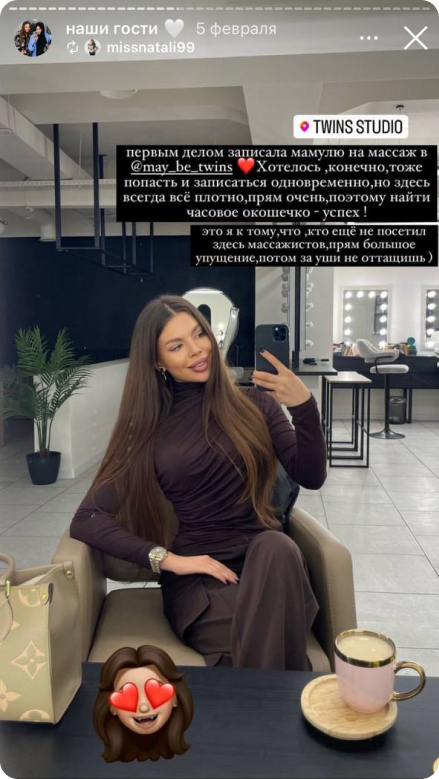 наши гости 🤍 5 февраля
missnatali99
TWINS STUDIO
первым делом записала мамулю на массаж в
@may_be_twins ❤️Хотелось ,конечно,тоже
попасть и записаться одновременно,но здесь
всегда всё плотно,прям очень,поэтому найти
часовое окошечко - успех !
это я к тому,что ,кто ещё не посетил
здесь массажистов,прям большое
упущение,потом за уши не оттащишь )